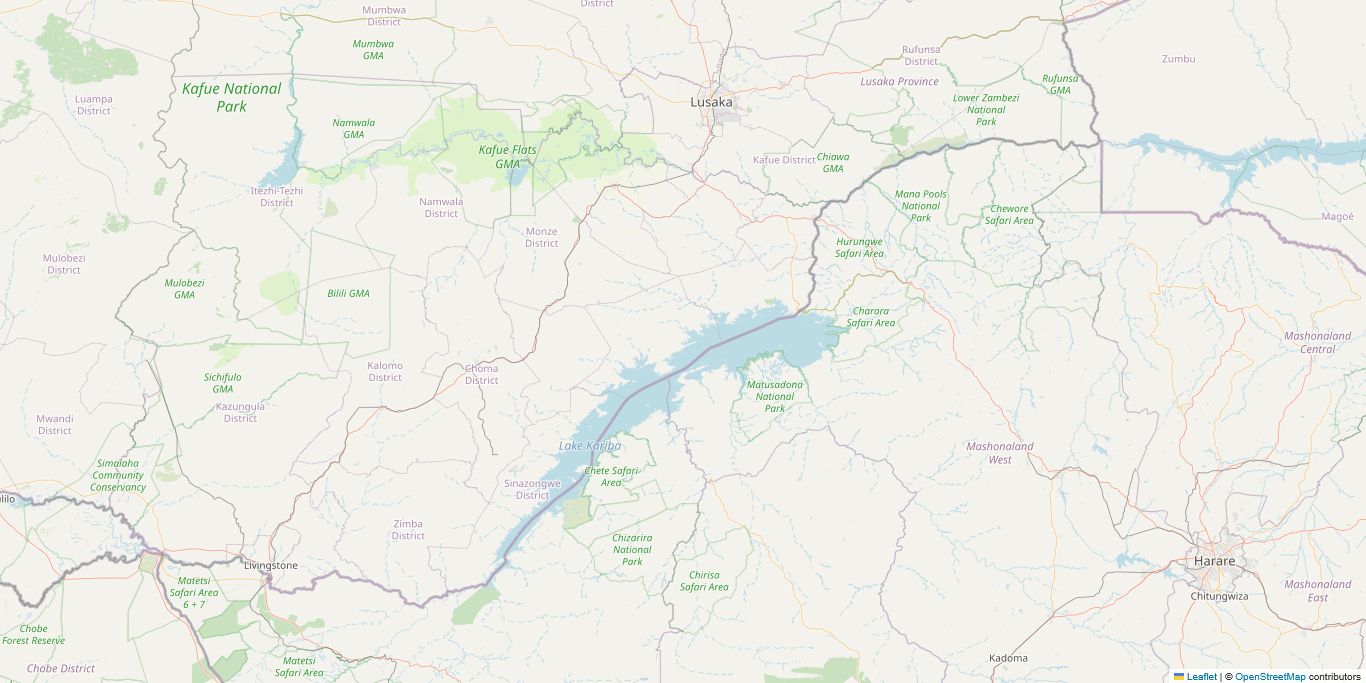 Mumbwa
District
District
Mumbwa
GMA
Rufunsa
District
Zumbu
Lusaka Province
Rufunsa
GMA
Kafue National
Park
Luampa
District
Lusaka
Lower Zambezi
National
Park
Namwala
GMA
Kafue Flats
GMA
Kafue District
Chiawa
GMA
Itezhi-Tezhi
District
Namwala
District
Mana Pools
National
Park
Chewore
Safari Area
Magoé
Monze
District
Hurungwe
Safari Area
Mulobezi
District
Mulobezi
GMA
Bilili GMA
Charara
Safari Area
Mashonaland
Central
Kalomo
District
Choma
District
Sichifulo
GMA
Matusadona
National
Park
Kazungula
District
Mwandi
District
Lake Kariba
Mashonaland
West
Simalaha
Community
Conservancy
Chete Safari
Area
Sinazongwe
District
lilo
Zimba
District
Chizarira
National
Park
Livingstone
Harare
Matetsi
Safari Area
6 + 7
Chirisa
Safari Area
Mashonaland
East
Chitungwiza
Chobe
Forest Reserve
Chobe District
Matetsi
Safari Area
Kadoma
Leaflet | © OpenStreetMap contributors